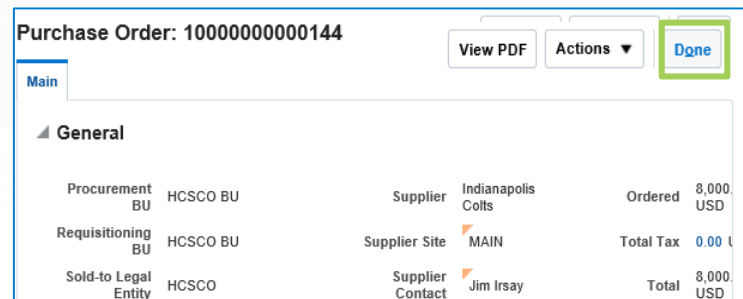 Purchase Order: 10000000000144
View PDF
Actions
Done
Main
General
Procurement BU
HCSCO BU
Supplier
Indianapolis Colts
Ordered
8,000. USD
Requisitioning BU
HCSCO BU
Supplier Site
MAIN
Total Tax
0.00
Sold-to Legal Entity
HCSCO
Supplier Contact
Jim Irsay
Total
8,000. USD